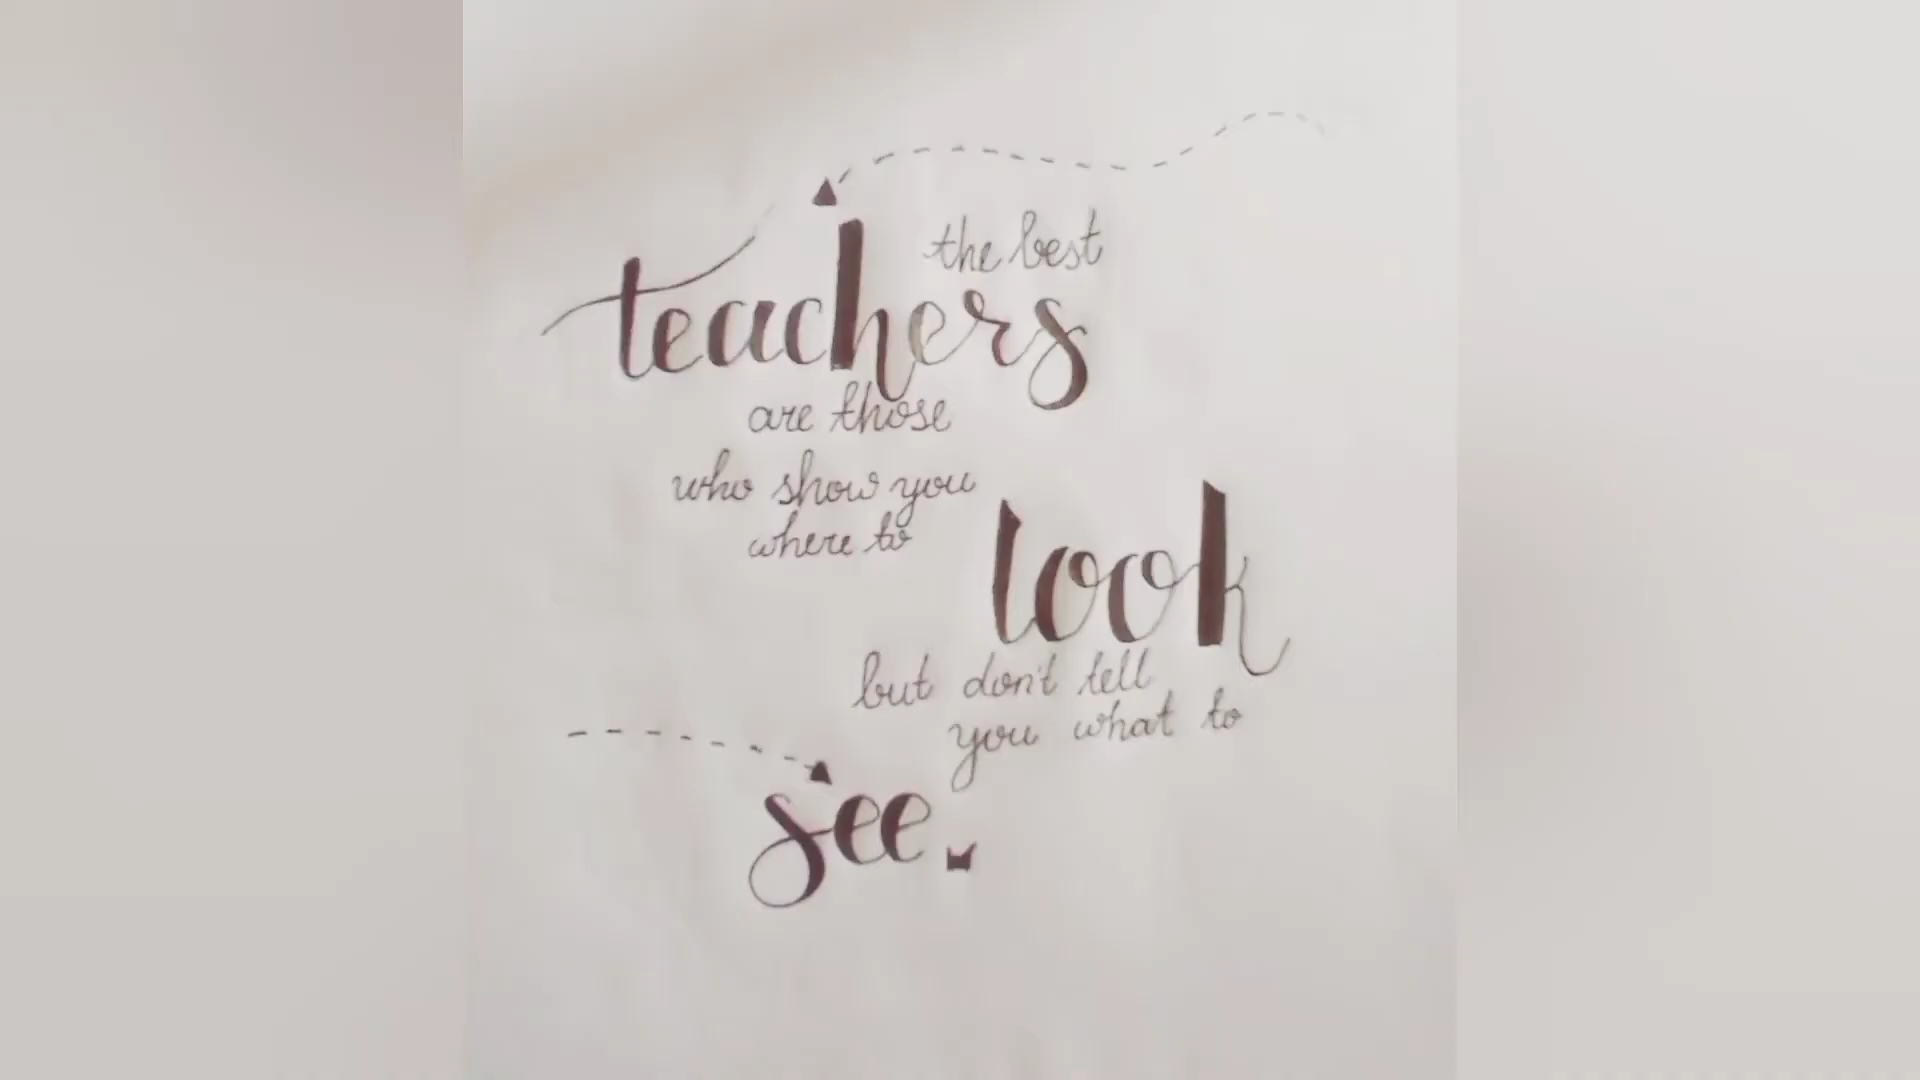 the best
teachers
are those
who show you
where to
look
but don't tell
you what to
see.